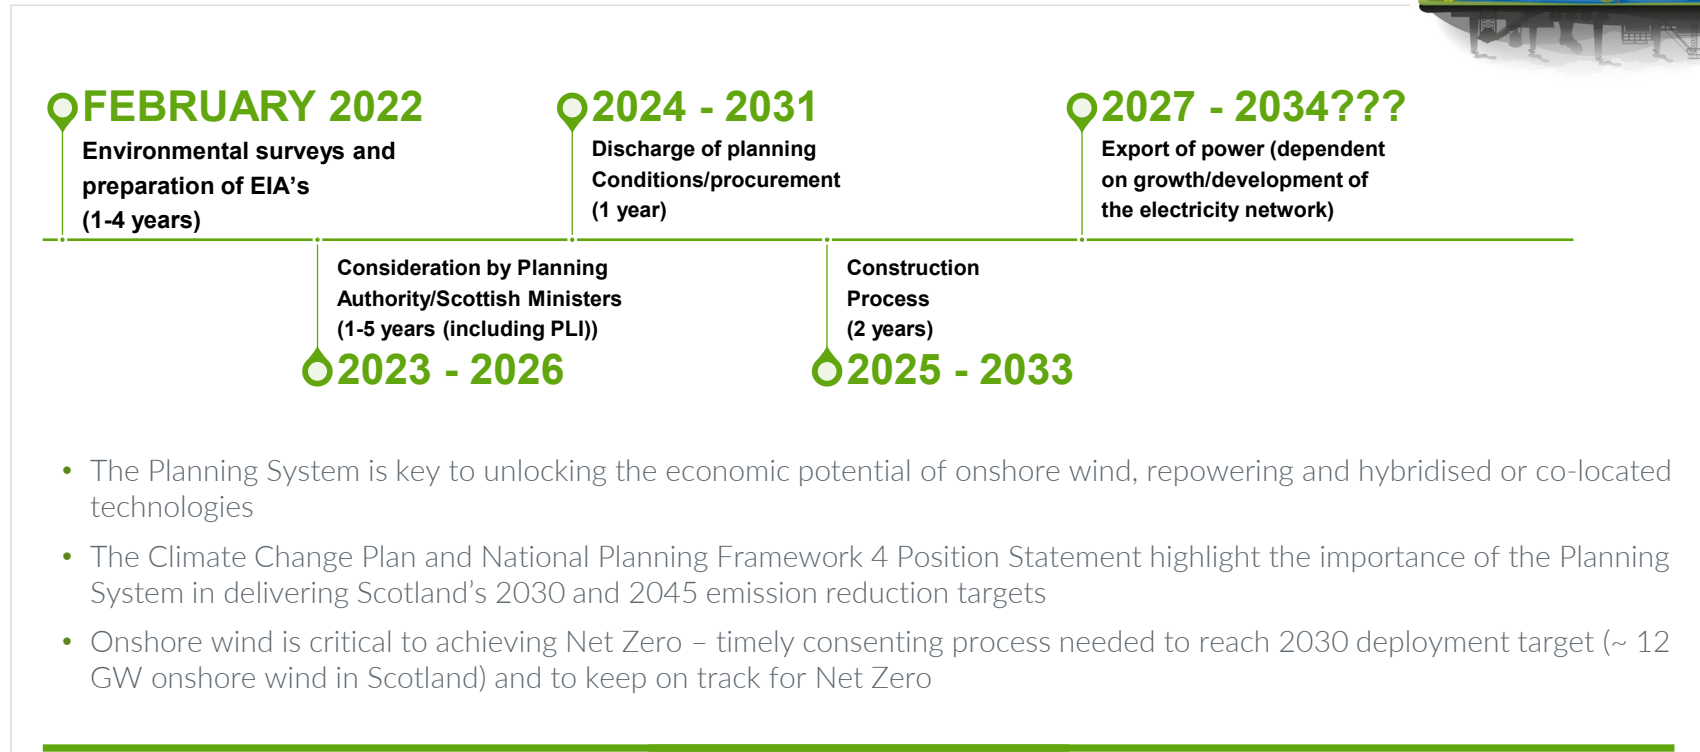 FEBRUARY 2022
Environmental surveys and
preparation of EIA's
(1-4 years)
Consideration by Planning
Authority/Scottish Ministers
(1-5 years (including PLI))
2023 - 2026
2024 - 2031
Discharge of planning
Conditions/procurement
(1 year)
Construction
Process
(2 years)
2025 - 2033
2027 - 2034???
Export of power (dependent
on growth/development of
the electricity network)
• The Planning System is key to unlocking the economic potential of onshore wind, repowering and hybridised or co-located
technologies
• The Climate Change Plan and National Planning Framework 4 Position Statement highlight the importance of the Planning
System in delivering Scotland's 2030 and 2045 emission reduction targets
• Onshore wind is critical to achieving Net Zero – timely consenting process needed to reach 2030 deployment target (~ 12
GW onshore wind in Scotland) and to keep on track for Net Zero